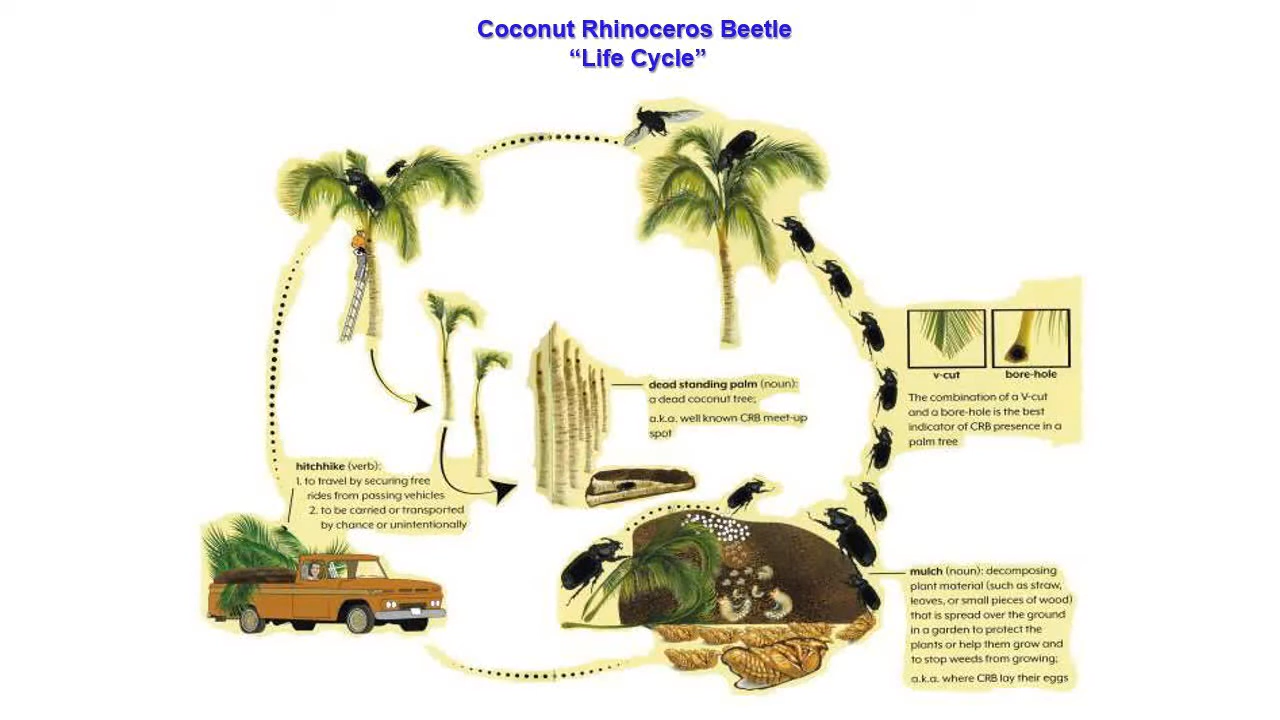 Coconut Rhinoceros Beetle
“Life Cycle”
dead standing palm (noun):
a dead coconut tree;
a.k.a. well known CRB meet-up
spot
v-cut
bore-hole
The combination of a V-cut
and a bore-hole is the best
indicator of CRB presence in a
palm tree
hitchhike (verb):
1. to travel by securing free
rides from passing vehicles
2. to be carried or transported
by chance or unintentionally
mulch (noun): decomposing
plant material (such as straw,
leaves, or small pieces of wood)
that is spread over the ground
in a garden to protect the
plants or help them grow and
to stop weeds from growing;
a.k.a. where CRB lay their eggs